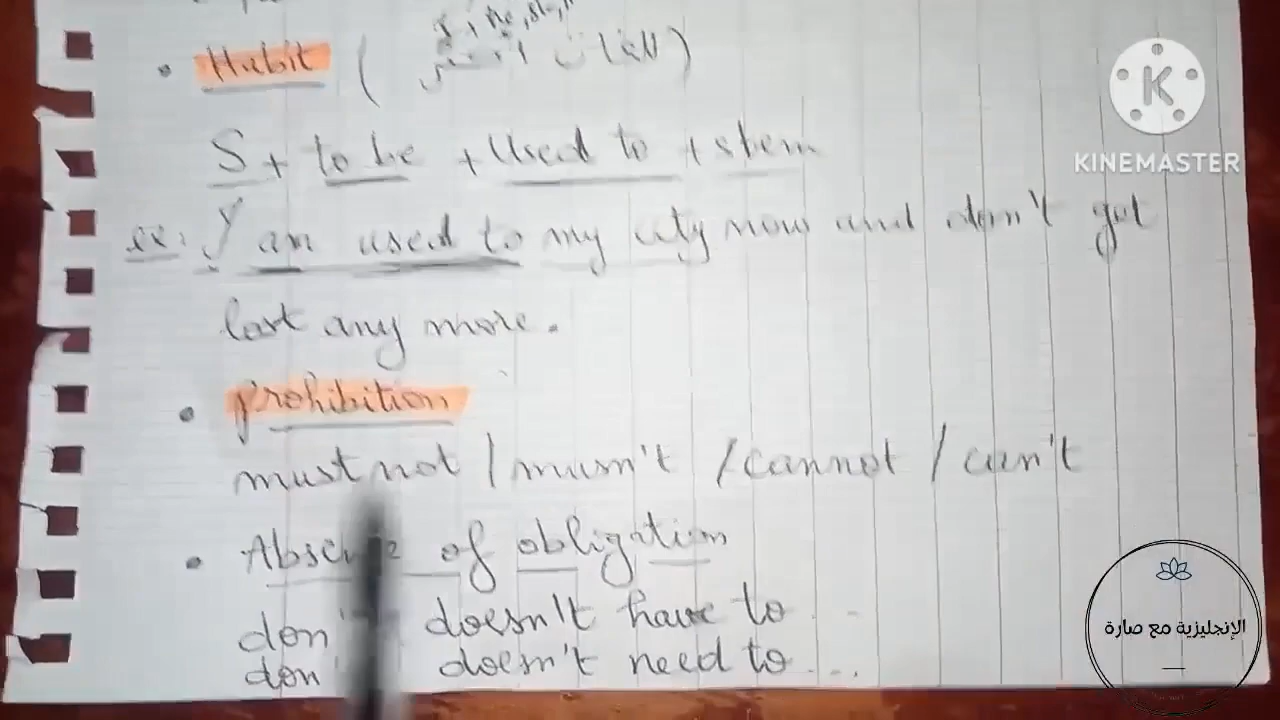 • Habit (
S + to be + Used to + stem
ex: I am used to my city now and don't get
lost any more.
• prohibition
must not / musn't / cannot / can't
• Absence of obligation
don' doesn't have to ...
don' doesn't need to ...
KINEMASTER
الإنجليزية مع صارة